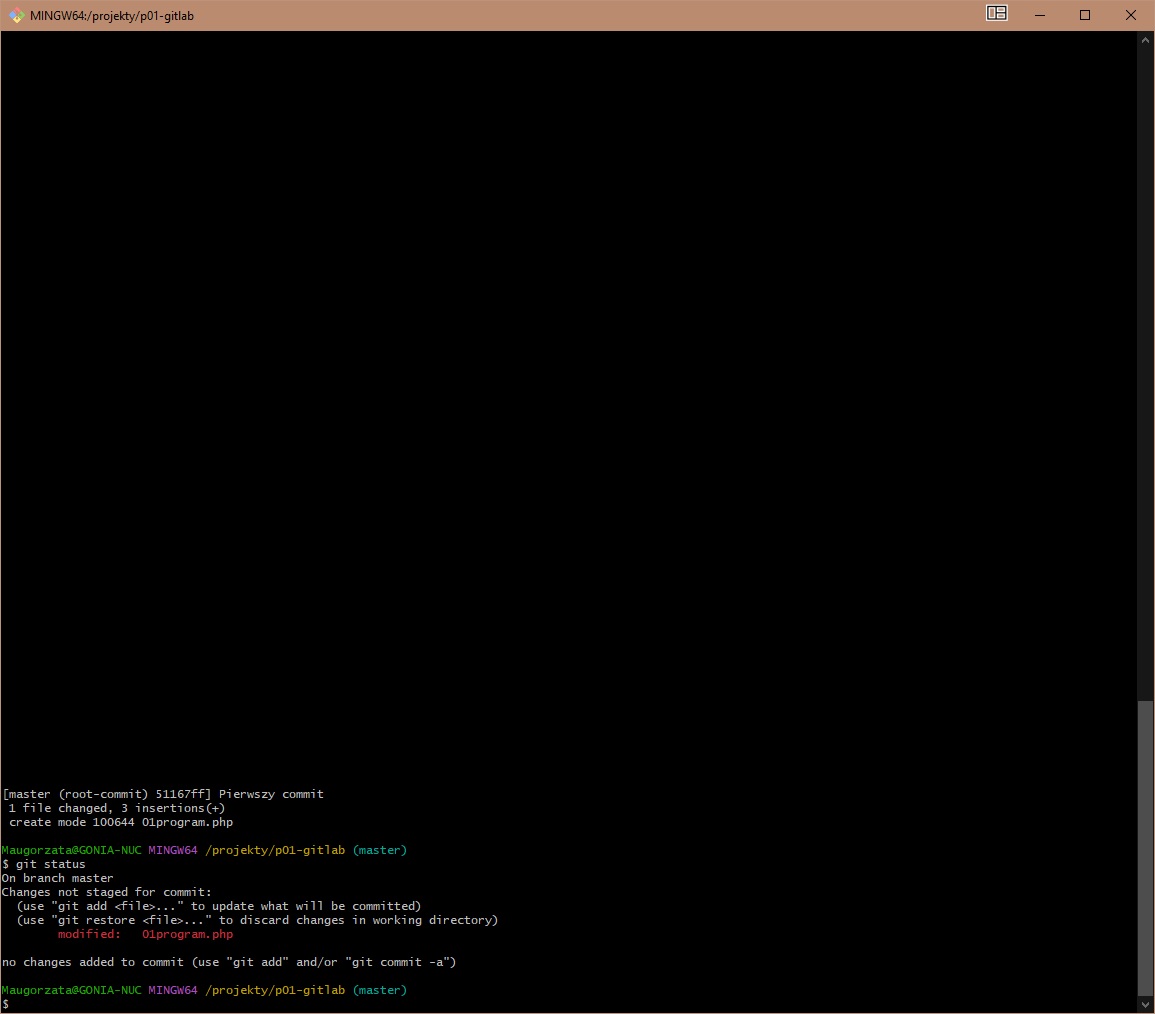 MINGW64:/projekty/p01-gitlab
[master (root-commit) 51167ff] Pierwszy commit
 1 file changed, 3 insertions(+)
 create mode 100644 01program.php
Maugorzata@GONIA-NUC MINGW64 /projekty/p01-gitlab (master)
$ git status
On branch master
Changes not staged for commit:
  (use "git add <file>..." to update what will be committed)
  (use "git restore <file>..." to discard changes in working directory)
        modified:   01program.php
no changes added to commit (use "git add" and/or "git commit -a")
Maugorzata@GONIA-NUC MINGW64 /projekty/p01-gitlab (master)
$